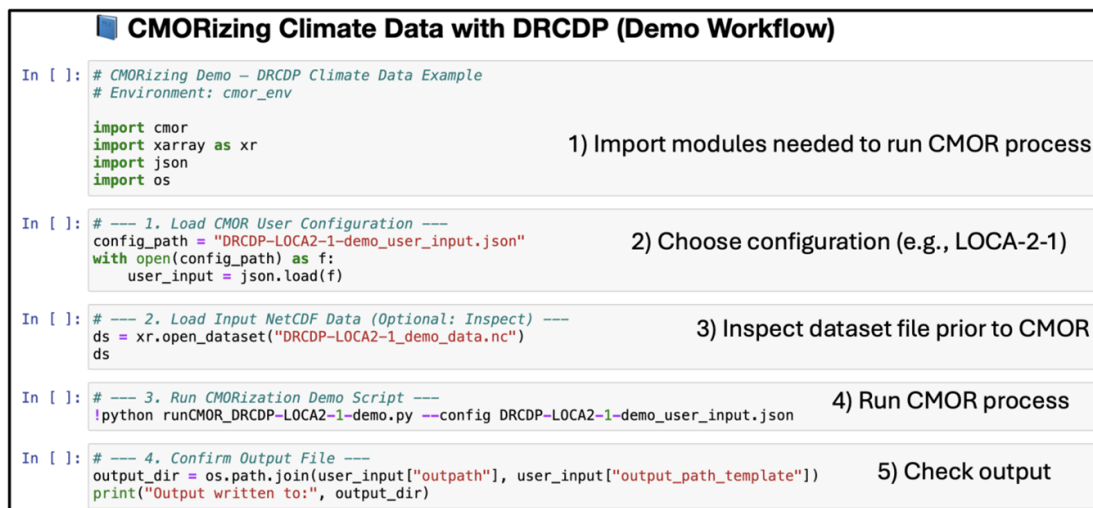 📘 CMORizing Climate Data with DRCDP (Demo Workflow)
In [ ]: # CMORizing Demo – DRCDP Climate Data Example
# Environment: cmor_env
import cmor
import xarray as xr
import json
import os
1) Import modules needed to run CMOR process
In [ ]: # --- 1. Load CMOR User Configuration ---
config_path = "DRCDP-LOCA2-1-demo_user_input.json"
with open(config_path) as f:
    user_input = json.load(f)
2) Choose configuration (e.g., LOCA-2-1)
In [ ]: # --- 2. Load Input NetCDF Data (Optional: Inspect) ---
ds = xr.open_dataset("DRCDP-LOCA2-1_demo_data.nc")
ds
3) Inspect dataset file prior to CMOR
In [ ]: # --- 3. Run CMORization Demo Script ---
!python runCMOR_DRCDP-LOCA2-1-demo.py --config DRCDP-LOCA2-1-demo_user_input.json
4) Run CMOR process
In [ ]: # --- 4. Confirm Output File ---
output_dir = os.path.join(user_input["outpath"], user_input["output_path_template"])
print("Output written to:", output_dir)
5) Check output